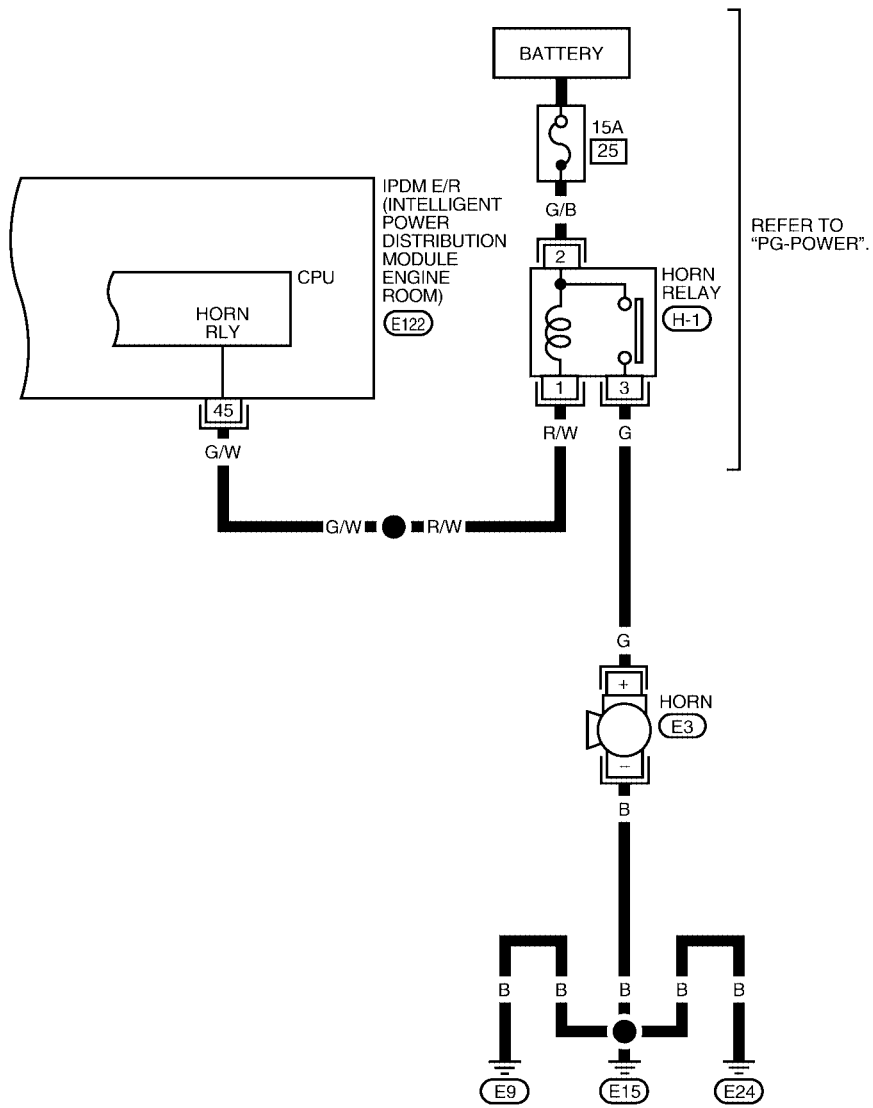 BATTERY
15A
25
G/B
REFER TO
“PG-POWER”.
IPDM E/R
(INTELLIGENT
POWER
DISTRIBUTION
MODULE
ENGINE
ROOM)
E122
CPU
HORN
RLY
45
G/W
2
HORN
RELAY
H-1
1
3
R/W
G
G/W
R/W
G
+
HORN
E3
−
B
B
B
B
B
B
E9
E15
E24